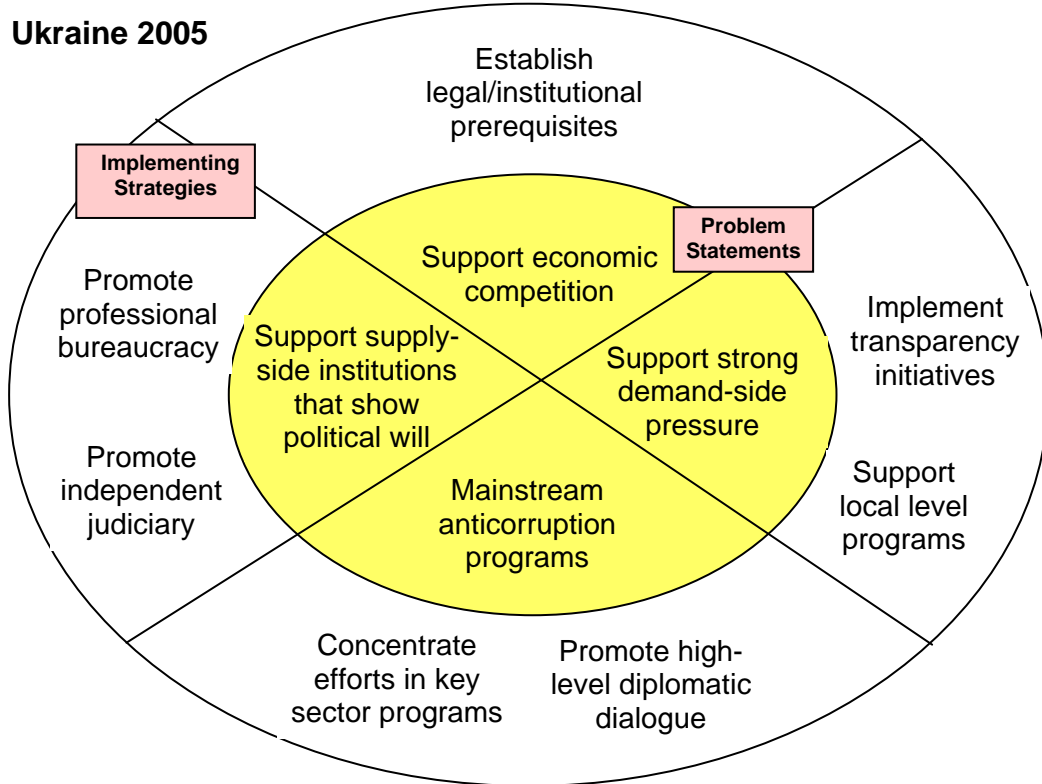 Ukraine 2005
Establish
legal/institutional
prerequisites
Implementing
Strategies
Problem
Statements
Support economic
competition
Promote
professional
bureaucracy
Support supply-
side institutions
that show
political will
Support strong
demand-side
pressure
Implement
transparency
initiatives
Promote
independent
judiciary
Mainstream
anticorruption
programs
Support
local level
programs
Concentrate
efforts in key
sector programs
Promote high-
level diplomatic
dialogue